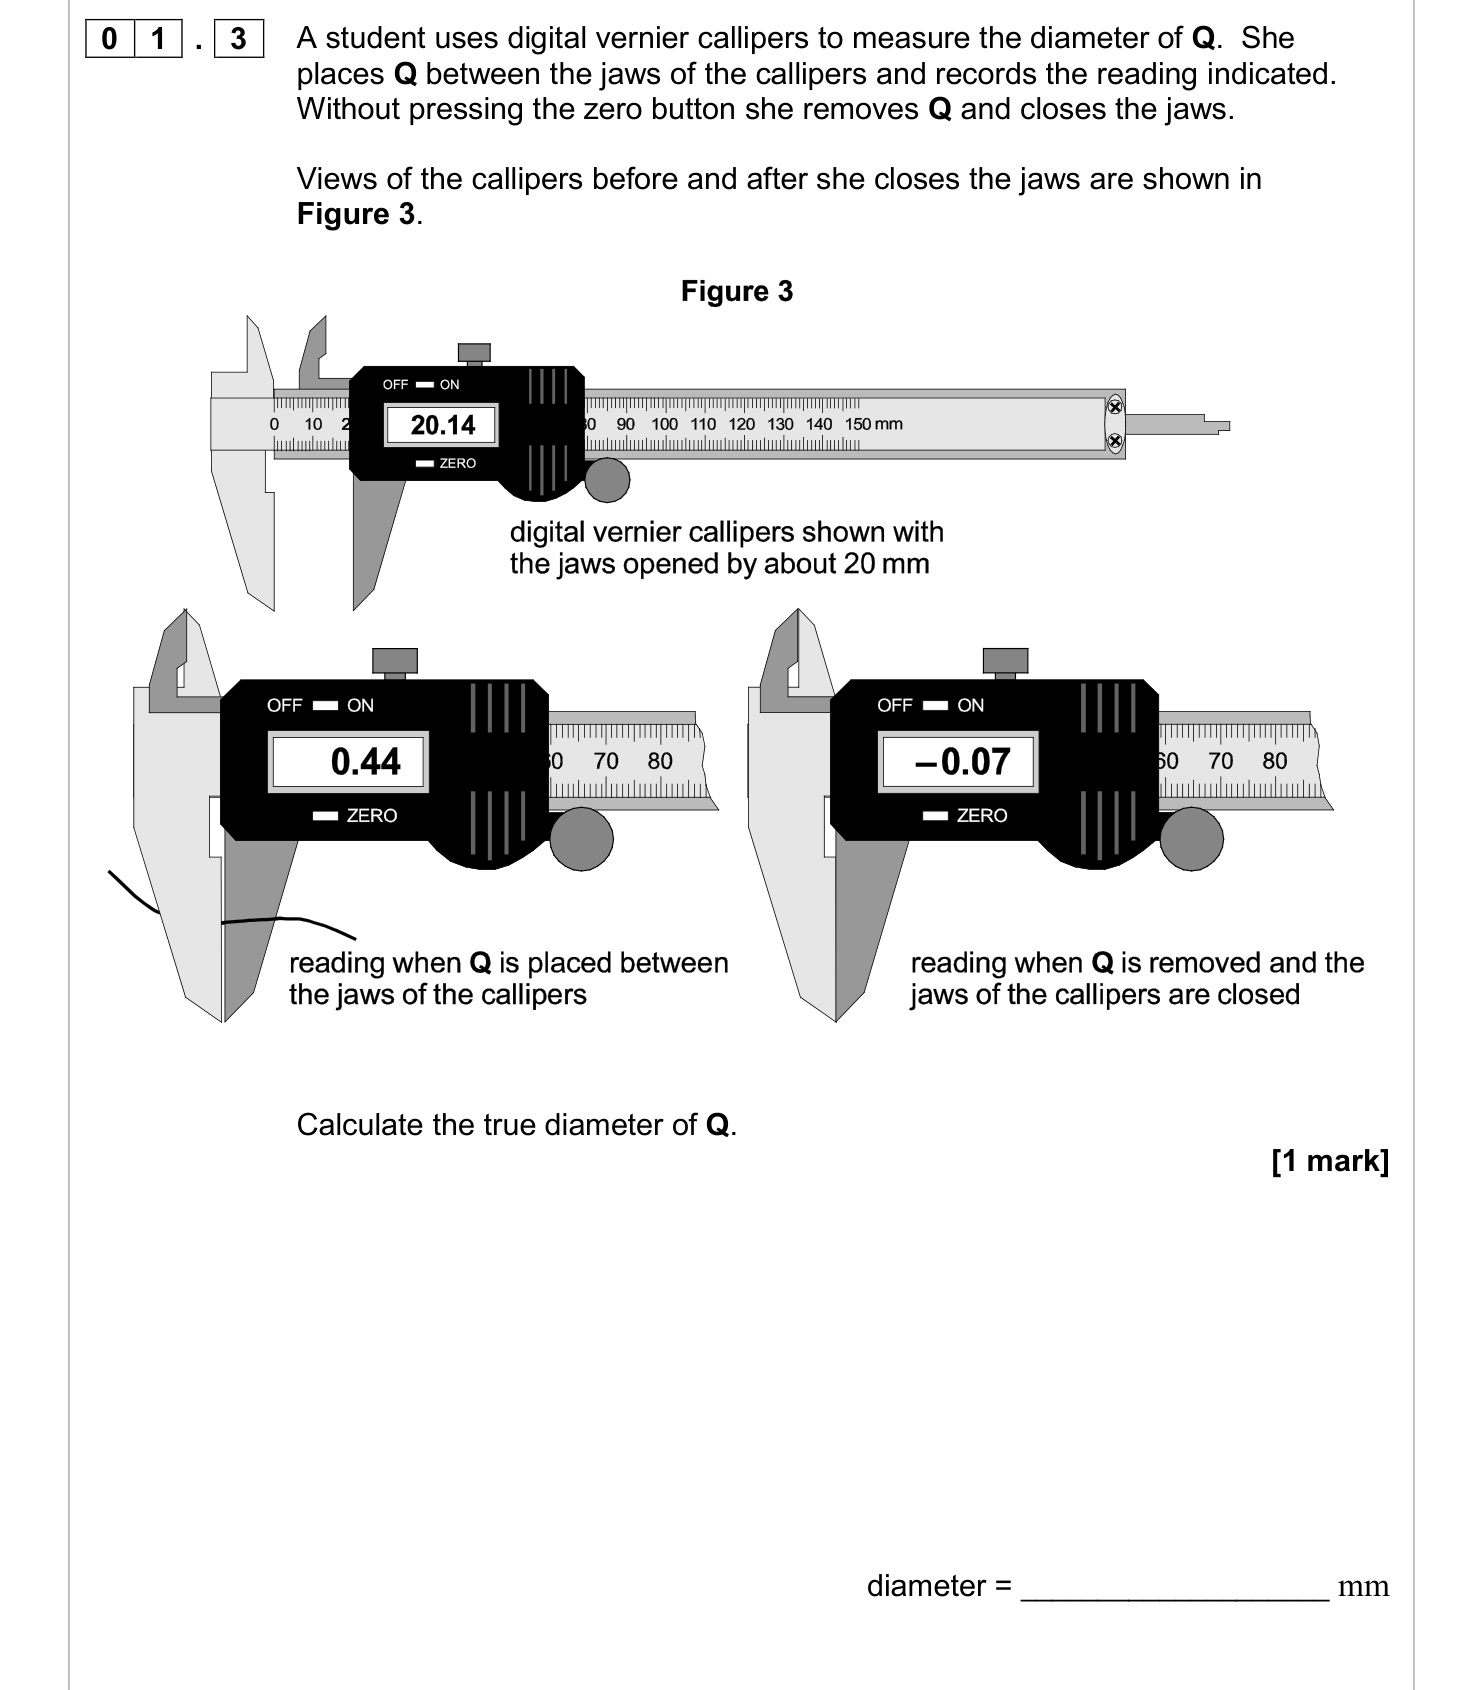 0 1 . 3 A student uses digital vernier callipers to measure the diameter of Q. She
places Q between the jaws of the callipers and records the reading indicated.
Without pressing the zero button she removes Q and closes the jaws.
Views of the callipers before and after she closes the jaws are shown in
Figure 3.
Figure 3
OFF ON
20.14
0 10 2 80 90 100 110 120 130 140 150 mm
ZERO
digital vernier callipers shown with
the jaws opened by about 20 mm
OFF ON
0.44
60 70 80
ZERO
reading when Q is placed between
the jaws of the callipers
OFF ON
–0.07
60 70 80
ZERO
reading when Q is removed and the
jaws of the callipers are closed
Calculate the true diameter of Q.
[1 mark]
diameter = ____________________ mm